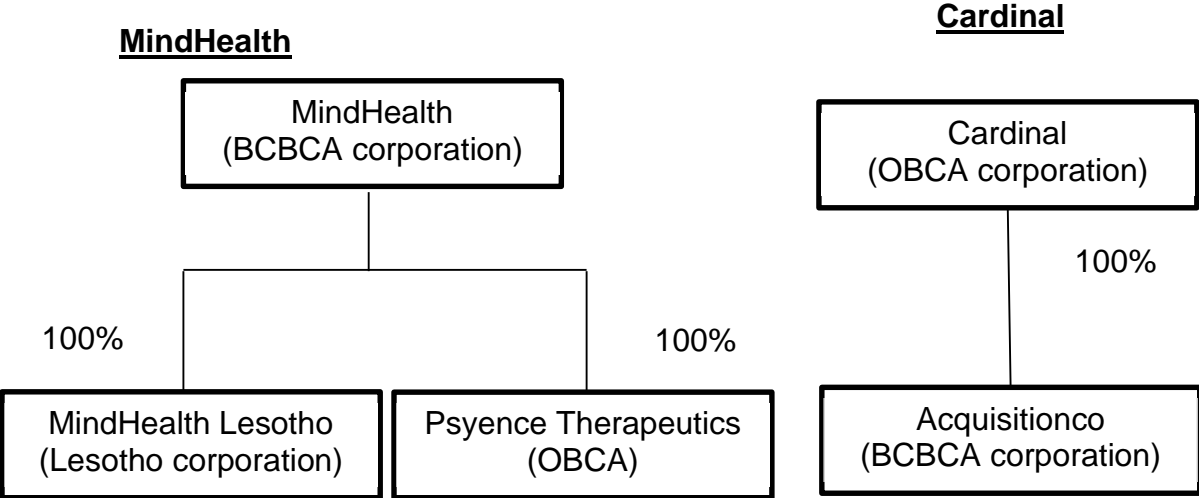 MindHealth
Cardinal
MindHealth
(BCBCA corporation)
Cardinal
(OBCA corporation)
100%
100%
100%
MindHealth Lesotho
(Lesotho corporation)
Psyence Therapeutics
(OBCA)
Acquisitionco
(BCBCA corporation)